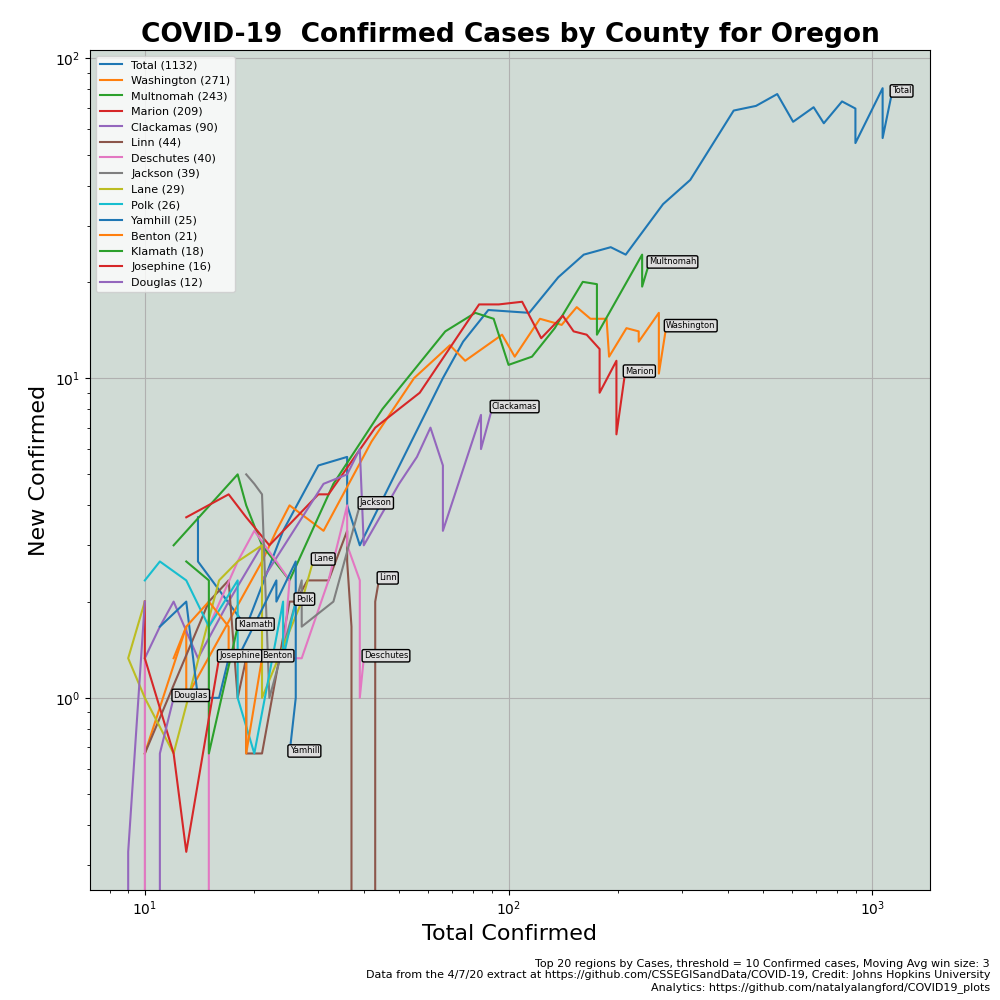 COVID-19  Confirmed Cases by County for Oregon
10²
Total (1132)
Washington (271)
Multnomah (243)
Marion (209)
Clackamas (90)
Linn (44)
Deschutes (40)
Jackson (39)
Lane (29)
Polk (26)
Yamhill (25)
Benton (21)
Klamath (18)
Josephine (16)
Douglas (12)
Total
Multnomah
Washington
Marion
10¹
Clackamas
New Confirmed
Jackson
Lane
Linn
Polk
Klamath
Josephine
Benton
Deschutes
Douglas
10⁰
Yamhill
10¹
10²
10³
Total Confirmed
Top 20 regions by Cases, threshold = 10 Confirmed cases, Moving Avg win size: 3
Data from the 4/7/20 extract at https://github.com/CSSEGISandData/COVID-19, Credit: Johns Hopkins University
Analytics: https://github.com/natalyalangford/COVID19_plots